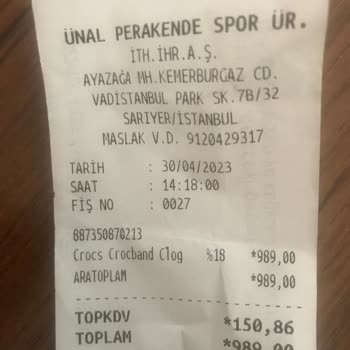 ÜNAL PERAKENDE SPOR ÜR.
İTH.İHR.A.Ş.
AYAZAĞA MH.KEMERBURGAZ CD.
VADİSTANBUL PARK SK.7B/32
SARIYER/İSTANBUL
MASLAK V.D. 9120429317
TARİH : 30/04/2023
SAAT : 14:18:00
FİŞ NO : 0027
887350870213
Crocs Crocband Clog %18 *989,00
ARATOPLAM *989,00
TOPKDV *150,86
TOPLAM *989,00